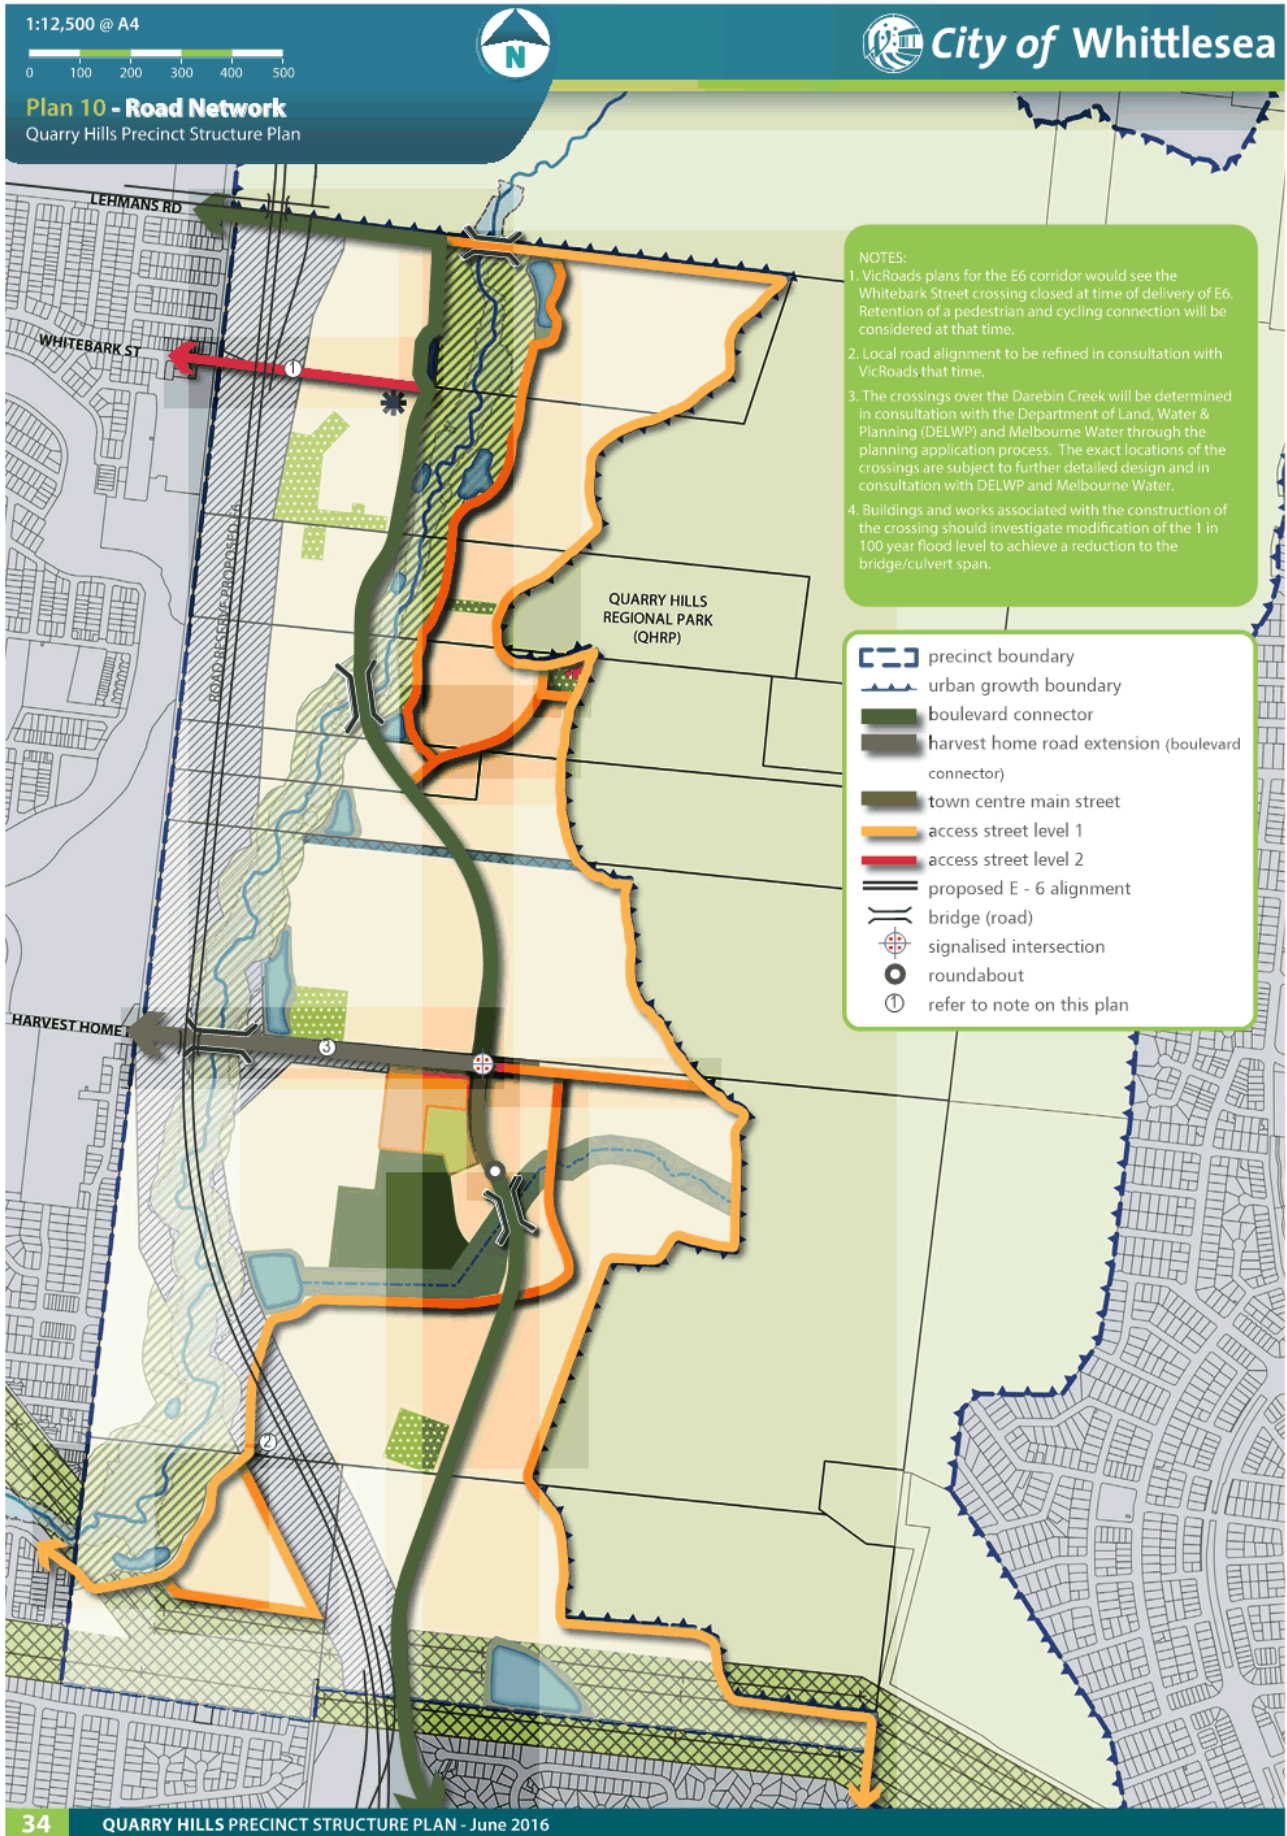 1:12,500 @ A4
0 100 200 300 400 500
Plan 10 - Road Network
Quarry Hills Precinct Structure Plan
N
City of Whittlesea
LEHMANS RD
WHITEBARK ST
1
ROAD RESERVE PROPOSED E6
NOTES:
1. VicRoads plans for the E6 corridor would see the
Whitebark Street crossing closed at time of delivery of E6.
Retention of a pedestrian and cycling connection will be
considered at that time.
2. Local road alignment to be refined in consultation with
VicRoads that time.
3. The crossings over the Darebin Creek will be determined
in consultation with the Department of Land, Water &
Planning (DELWP) and Melbourne Water through the
planning application process. The exact locations of the
crossings are subject to further detailed design and in
consultation with DELWP and Melbourne Water.
4. Buildings and works associated with the construction of
the crossing should investigate modification of the 1 in
100 year flood level to achieve a reduction to the
bridge/culvert span.
QUARRY HILLS
REGIONAL PARK
(QHRP)
precinct boundary
urban growth boundary
boulevard connector
harvest home road extension (boulevard
connector)
town centre main street
access street level 1
access street level 2
proposed E - 6 alignment
bridge (road)
signalised intersection
roundabout
1 refer to note on this plan
HARVEST HOME
3
2
34 QUARRY HILLS PRECINCT STRUCTURE PLAN - June 2016